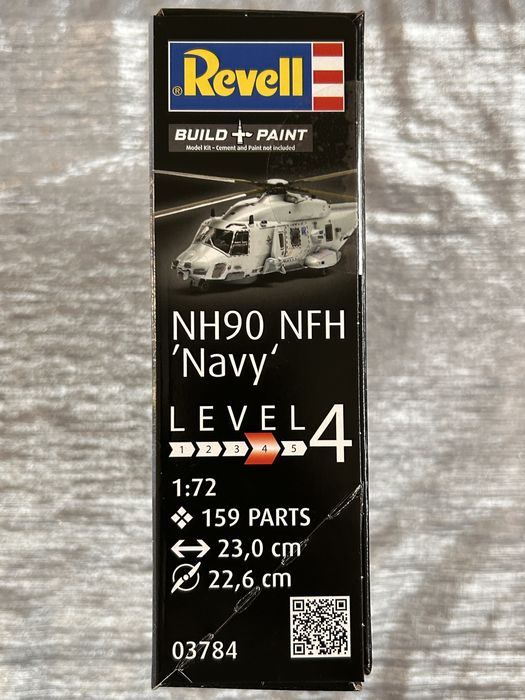 ® Revell
BUILD + PAINT
Model Kit - Cement and Paint not included
NH90 NFH
'Navy‘
LEVEL 4
1 2 3 4 5
1:72
159 PARTS
23,0 cm
22,6 cm
03784